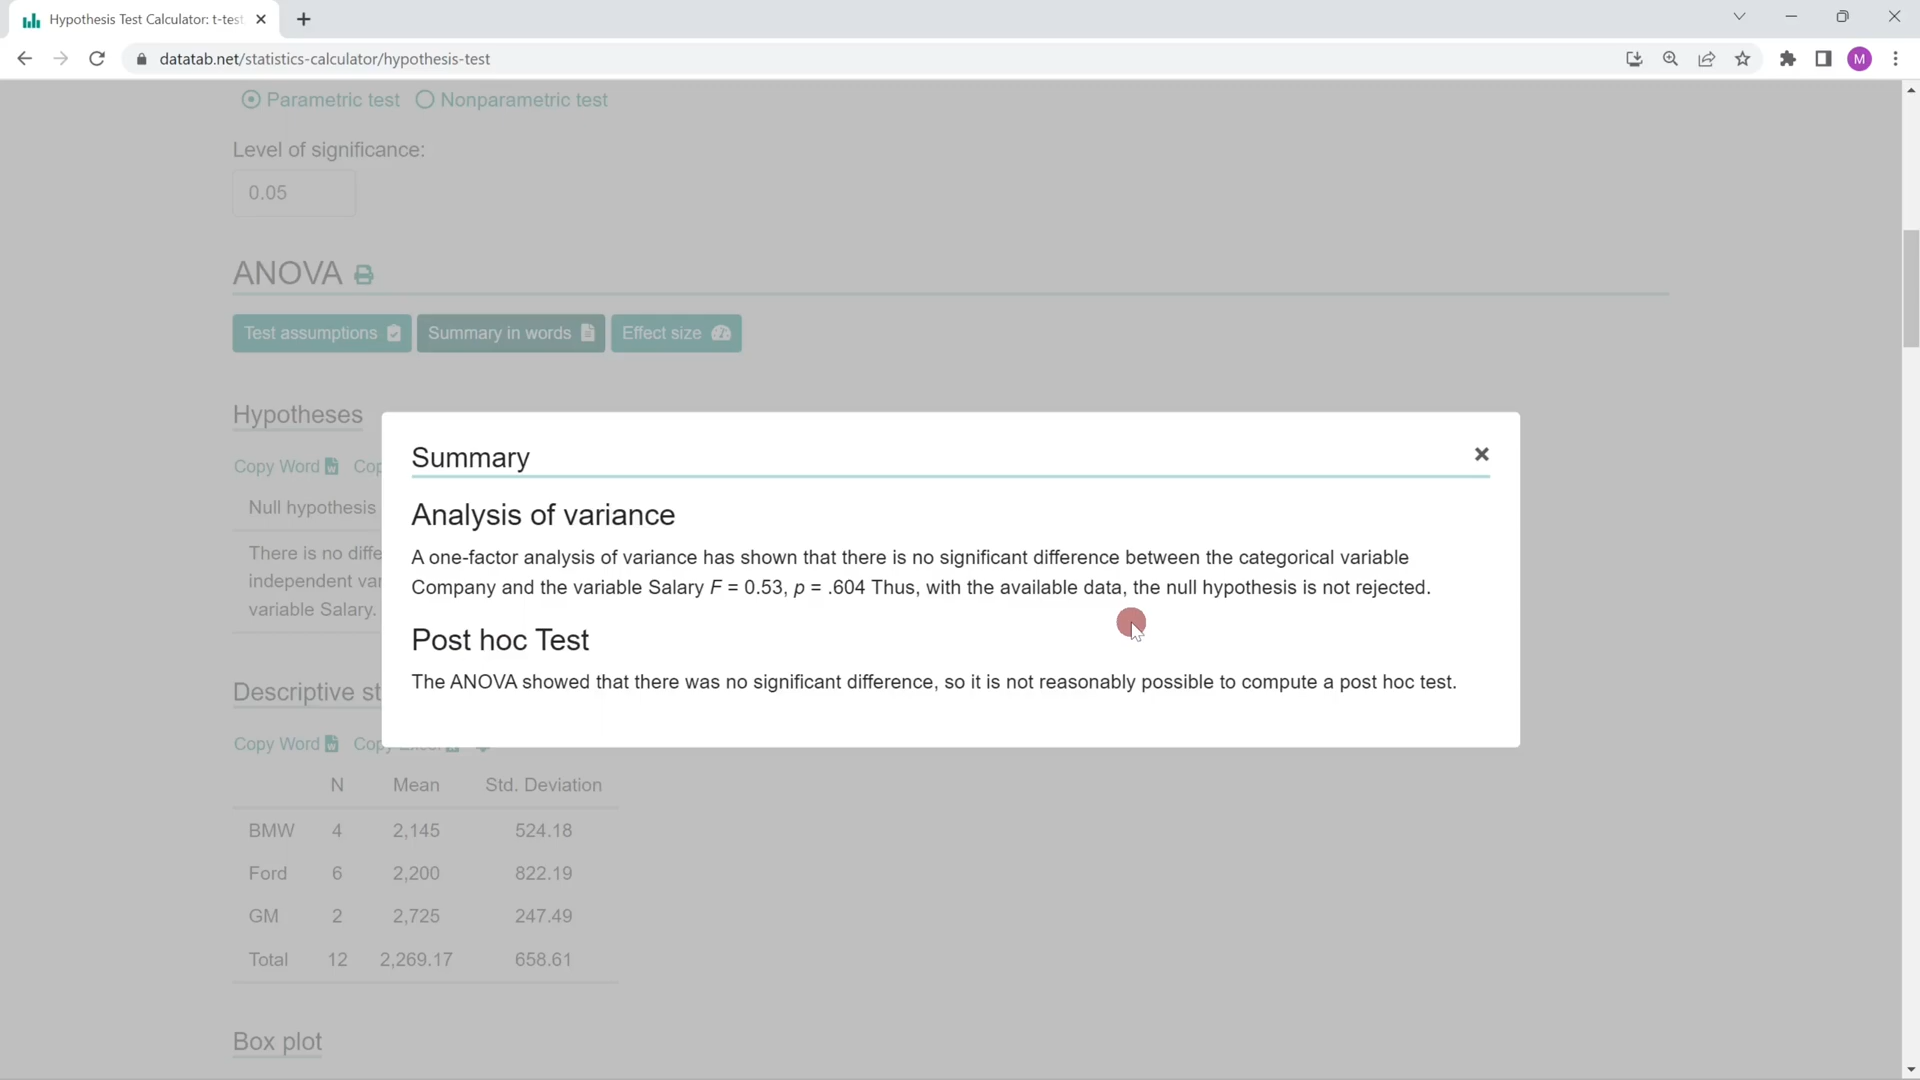 Hypothesis Test Calculator: t-test
datatab.net/statistics-calculator/hypothesis-test
M
Parametric test Nonparametric test
Level of significance:
0.05
ANOVA
Test assumptions Summary in words Effect size
Hypotheses
Copy Word Cop
Null hypothesis
There is no diffe
independent var
variable Salary.
Summary
Analysis of variance
A one-factor analysis of variance has shown that there is no significant difference between the categorical variable
Company and the variable Salary F = 0.53, p = .604 Thus, with the available data, the null hypothesis is not rejected.
Post hoc Test
The ANOVA showed that there was no significant difference, so it is not reasonably possible to compute a post hoc test.
Descriptive st
Copy Word Copy Excel
N Mean Std. Deviation
BMW 4 2,145 524.18
Ford 6 2,200 822.19
GM 2 2,725 247.49
Total 12 2,269.17 658.61
Box plot